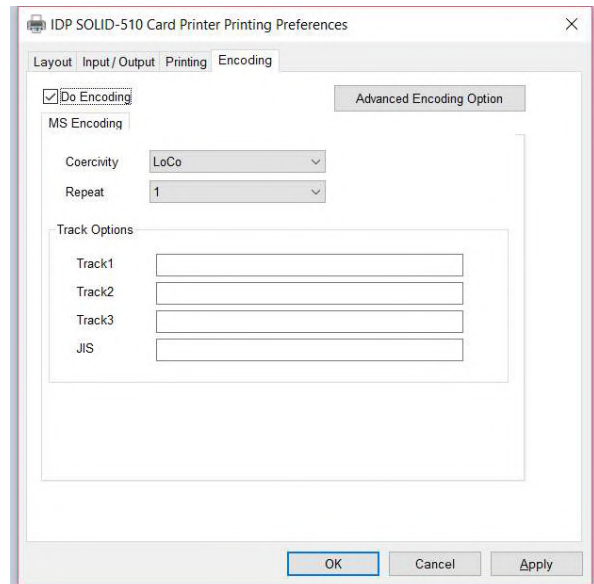 IDP SOLID-510 Card Printer Printing Preferences
Layout Input / Output Printing Encoding
Do Encoding
Advanced Encoding Option
MS Encoding
Coercivity LoCo
Repeat 1
Track Options
Track1
Track2
Track3
JIS
OK Cancel Apply